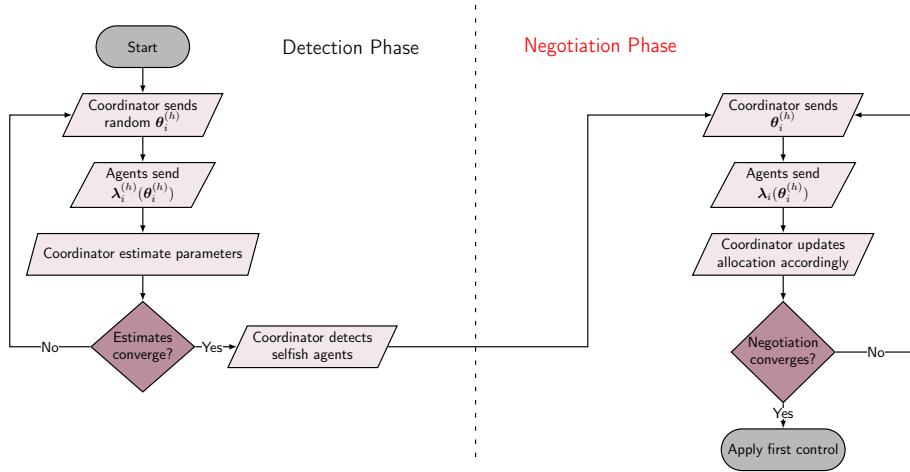 Detection Phase
Start
Coordinator sends
random 𝜽_i^{(h)}
Agents send
𝝀_i^{(h)}(𝜽_i^{(h)})
Coordinator estimate parameters
Estimates
converge?
No
Yes
Coordinator detects
selfish agents
Negotiation Phase
Coordinator sends
𝜽_i^{(h)}
Agents send
𝝀_i(𝜽_i^{(h)})
Coordinator updates
allocation accordingly
Negotiation
converges?
No
Yes
Apply first control